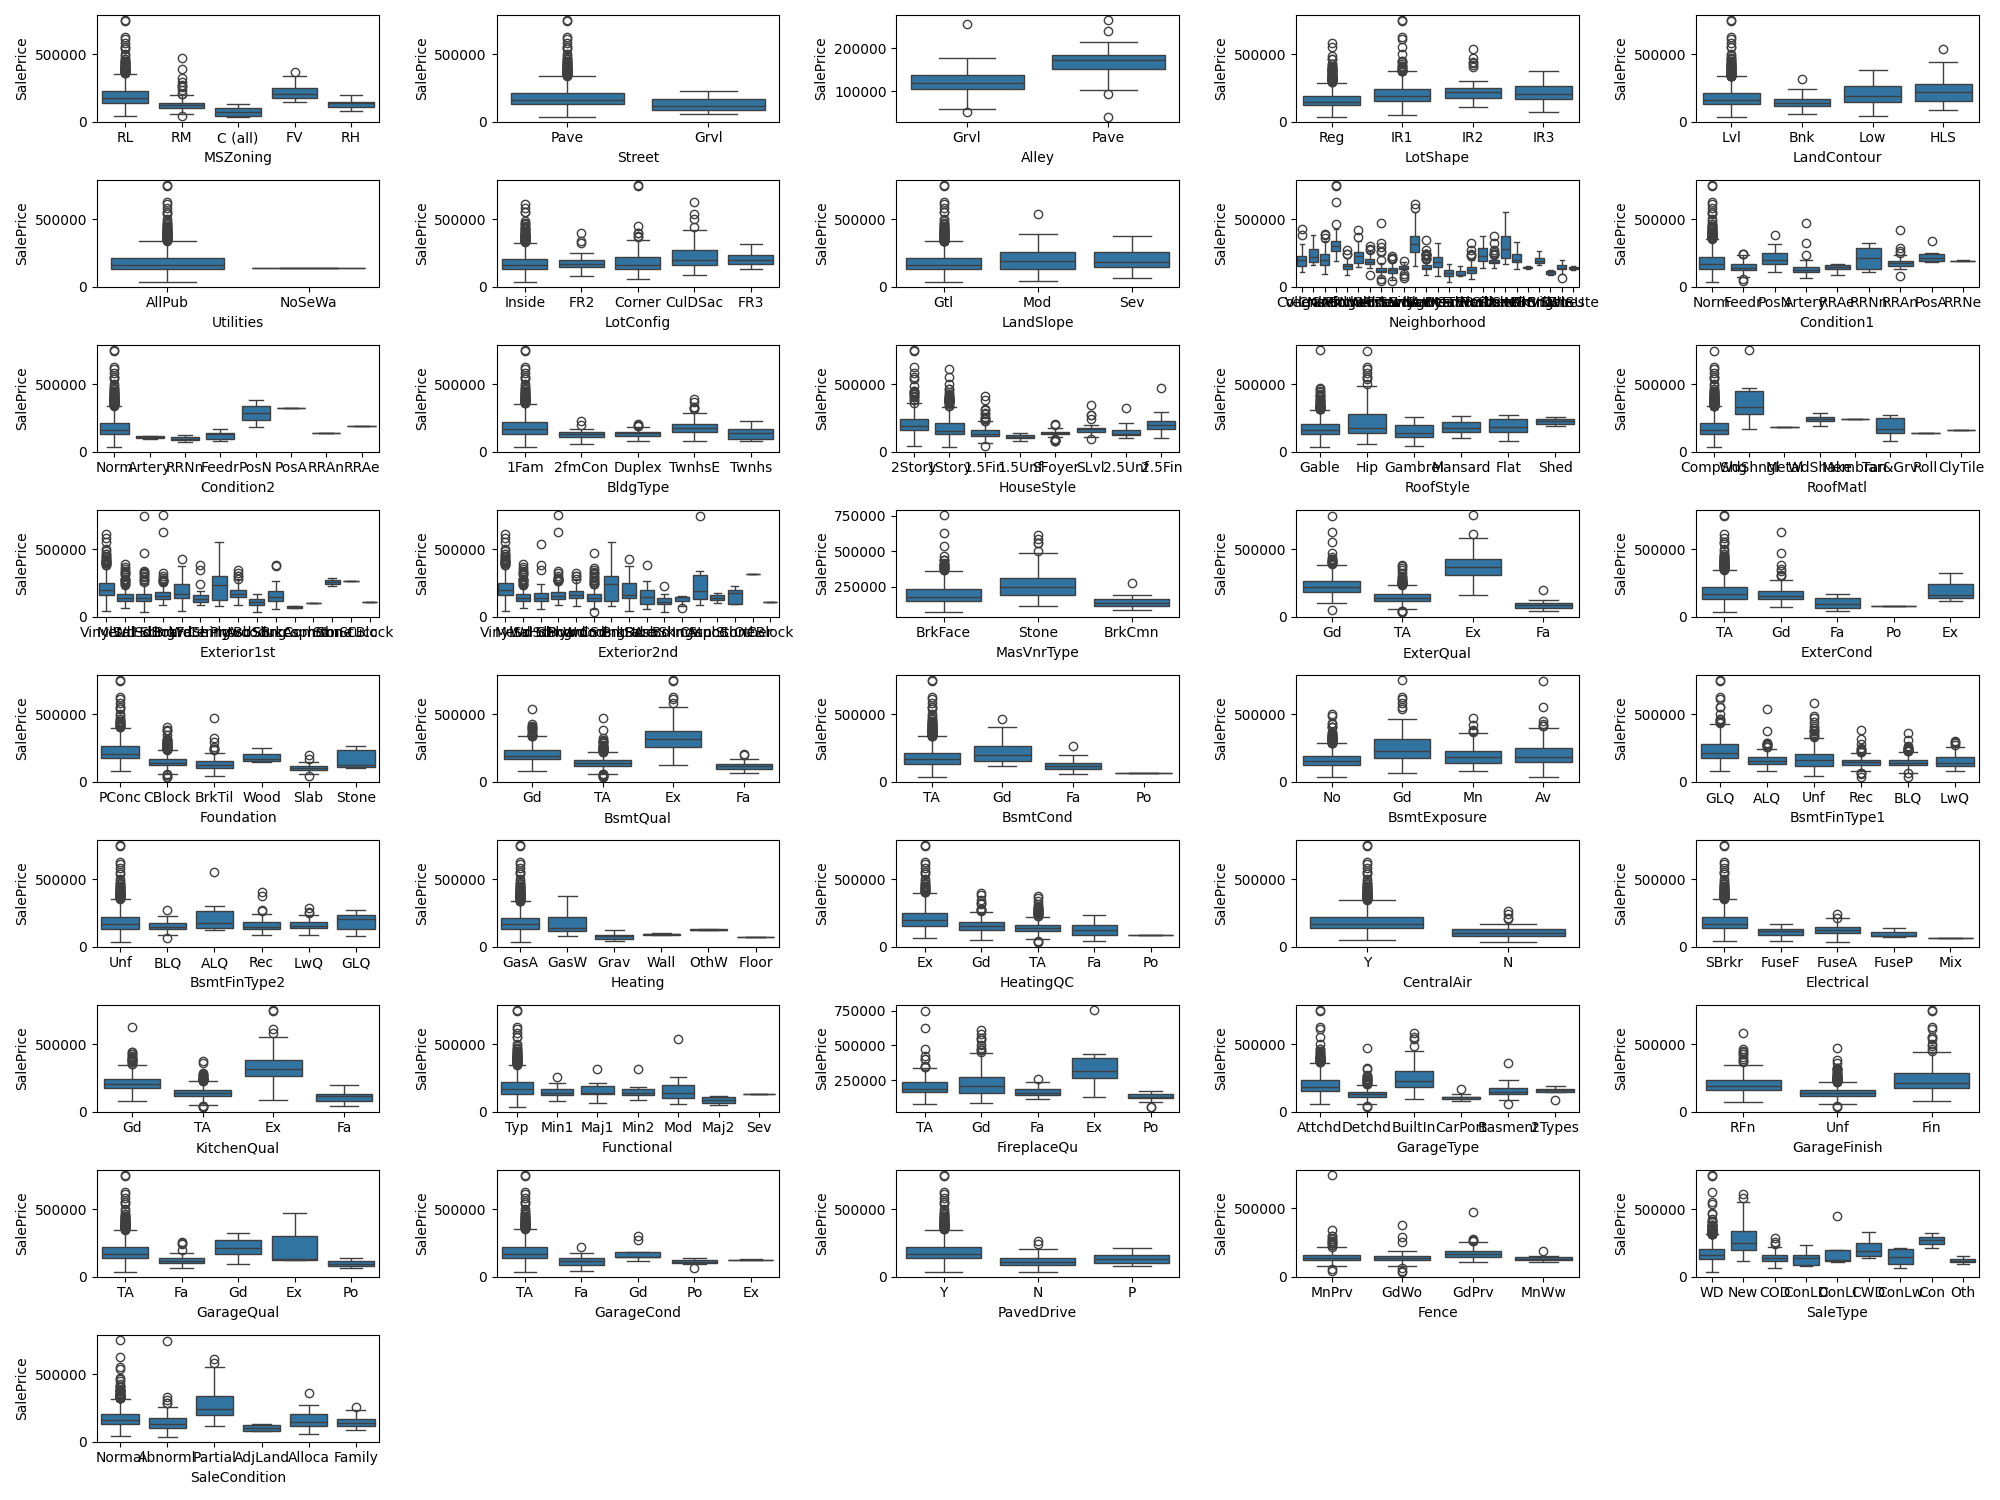 SalePrice
500000
0
RL RM C (all) FV RH
MSZoning
SalePrice
500000
0
Pave Grvl
Street
SalePrice
200000
100000
Grvl Pave
Alley
SalePrice
500000
0
Reg IR1 IR2 IR3
LotShape
SalePrice
500000
0
Lvl Bnk Low HLS
LandContour
SalePrice
500000
0
AllPub NoSeWa
Utilities
SalePrice
500000
0
Inside FR2 Corner CulDSac FR3
LotConfig
SalePrice
500000
0
Gtl Mod Sev
LandSlope
SalePrice
500000
0
Neighborhood
SalePrice
500000
0
Norm Feedr PosN Artery RRAe RRNn RRAn PosA RRNe
Condition1
SalePrice
500000
0
Norm Artery RRNn Feedr PosN PosA RRAn RRAe
Condition2
SalePrice
500000
0
1Fam 2fmCon Duplex TwnhsE Twnhs
BldgType
SalePrice
500000
0
2Story 1Story 1.5Fin 1.5Unf SFoyer SLvl 2.5Unf 2.5Fin
HouseStyle
SalePrice
500000
0
Gable Hip Gambrel Mansard Flat Shed
RoofStyle
SalePrice
500000
0
CompShg WdShngl Metal WdShake Membran Tar&Grv Roll ClyTile
RoofMatl
SalePrice
500000
0
Exterior1st
SalePrice
500000
0
Exterior2nd
SalePrice
750000
500000
250000
BrkFace Stone BrkCmn
MasVnrType
SalePrice
500000
0
Gd TA Ex Fa
ExterQual
SalePrice
500000
0
TA Gd Fa Po Ex
ExterCond
SalePrice
500000
0
PConc CBlock BrkTil Wood Slab Stone
Foundation
SalePrice
500000
0
Gd TA Ex Fa
BsmtQual
SalePrice
500000
0
TA Gd Fa Po
BsmtCond
SalePrice
500000
0
No Gd Mn Av
BsmtExposure
SalePrice
500000
0
GLQ ALQ Unf Rec BLQ LwQ
BsmtFinType1
SalePrice
500000
0
Unf BLQ ALQ Rec LwQ GLQ
BsmtFinType2
SalePrice
500000
0
GasA GasW Grav Wall OthW Floor
Heating
SalePrice
500000
0
Ex Gd TA Fa Po
HeatingQC
SalePrice
500000
0
Y N
CentralAir
SalePrice
500000
0
SBrkr FuseF FuseA FuseP Mix
Electrical
SalePrice
500000
0
Gd TA Ex Fa
KitchenQual
SalePrice
500000
0
Typ Min1 Maj1 Min2 Mod Maj2 Sev
Functional
SalePrice
750000
500000
250000
TA Gd Fa Ex Po
FireplaceQu
SalePrice
500000
0
Attchd Detchd BuiltIn CarPort Basment 2Types
GarageType
SalePrice
500000
0
RFn Unf Fin
GarageFinish
SalePrice
500000
0
TA Fa Gd Ex Po
GarageQual
SalePrice
500000
0
TA Fa Gd Po Ex
GarageCond
SalePrice
500000
0
Y N P
PavedDrive
SalePrice
500000
0
MnPrv GdWo GdPrv MnWw
Fence
SalePrice
500000
0
WD New COD ConLD ConLI CWD ConLw Con Oth
SaleType
SalePrice
500000
0
Normal Abnorml Partial AdjLand Alloca Family
SaleCondition